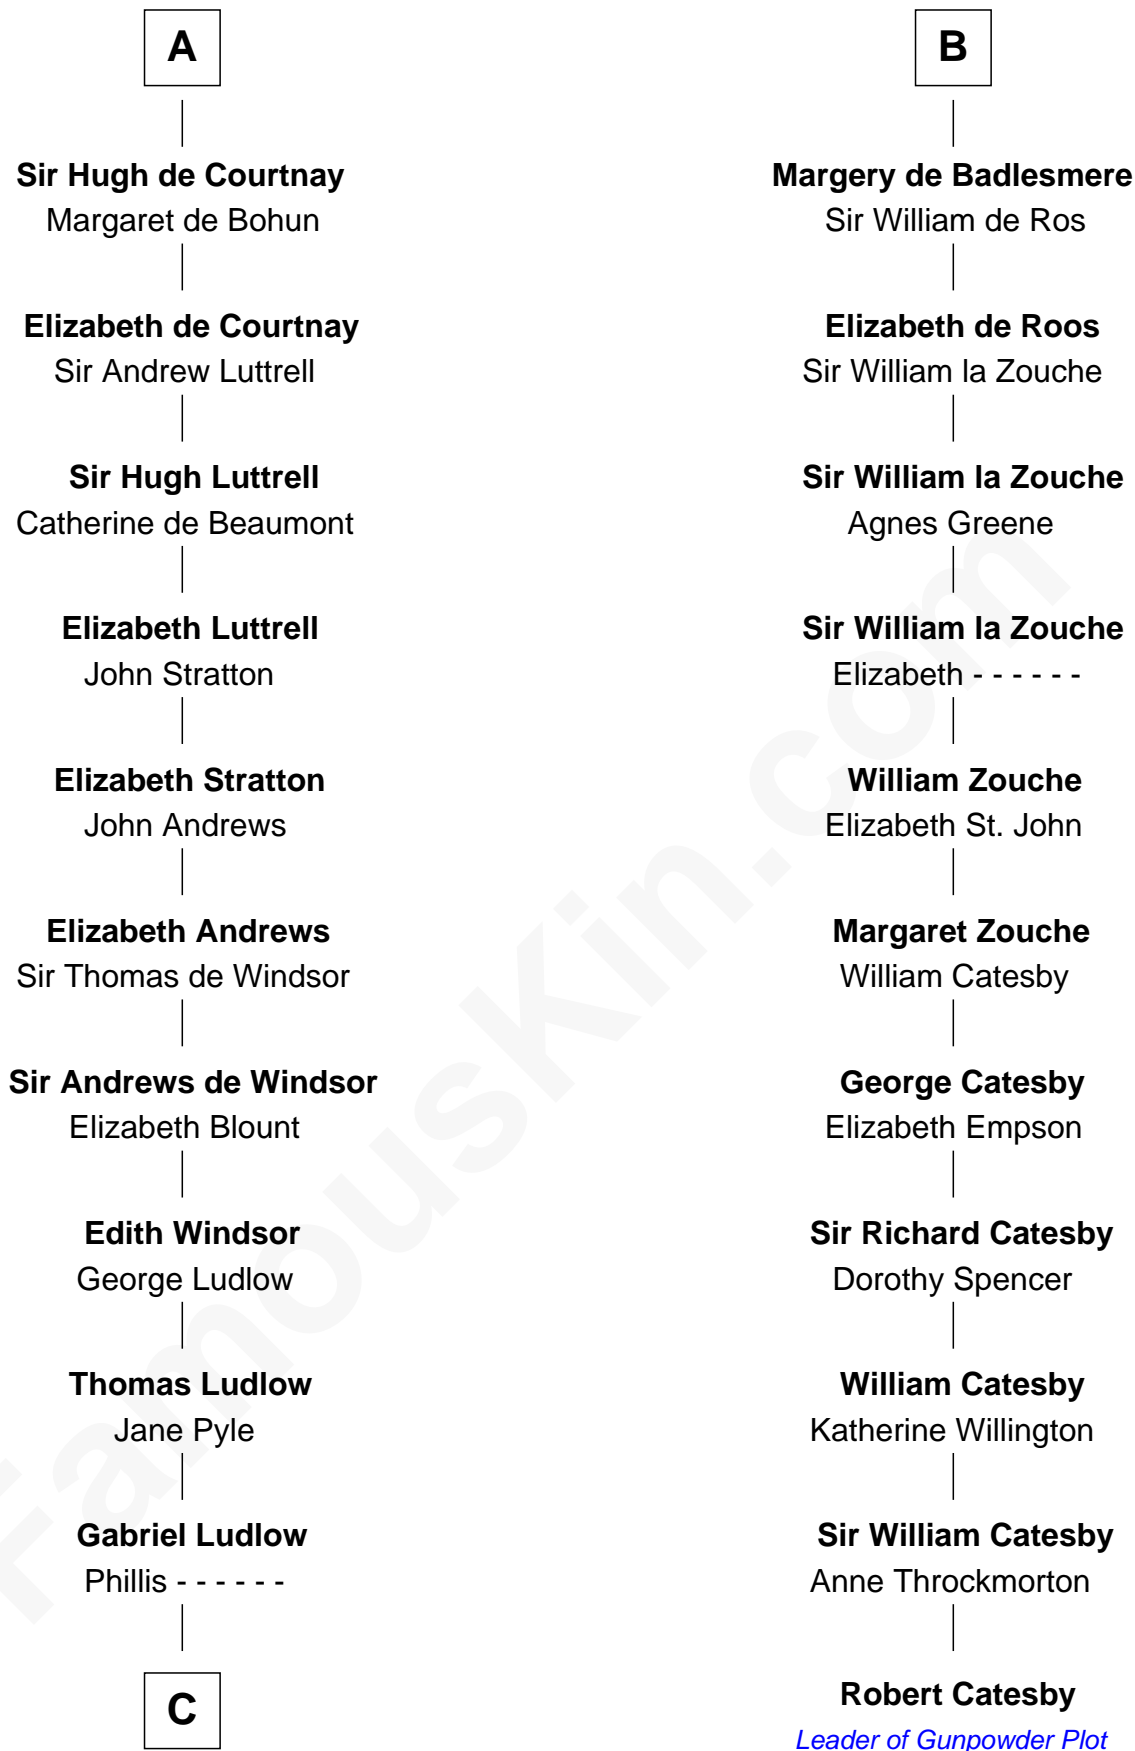 A
Sir Hugh de Courtnay
Margaret de Bohun
Elizabeth de Courtnay
Sir Andrew Luttrell
Sir Hugh Luttrell
Catherine de Beaumont
Elizabeth Luttrell
John Stratton
Elizabeth Stratton
John Andrews
Elizabeth Andrews
Sir Thomas de Windsor
Sir Andrews de Windsor
Elizabeth Blount
Edith Windsor
George Ludlow
Thomas Ludlow
Jane Pyle
Gabriel Ludlow
Phillis - - - - - -
C
B
Margery de Badlesmere
Sir William de Ros
Elizabeth de Roos
Sir William la Zouche
Sir William la Zouche
Agnes Greene
Sir William la Zouche
Elizabeth - - - - - -
William Zouche
Elizabeth St. John
Margaret Zouche
William Catesby
George Catesby
Elizabeth Empson
Sir Richard Catesby
Dorothy Spencer
William Catesby
Katherine Willington
Sir William Catesby
Anne Throckmorton
Robert Catesby
Leader of Gunpowder Plot
FamousKin.com